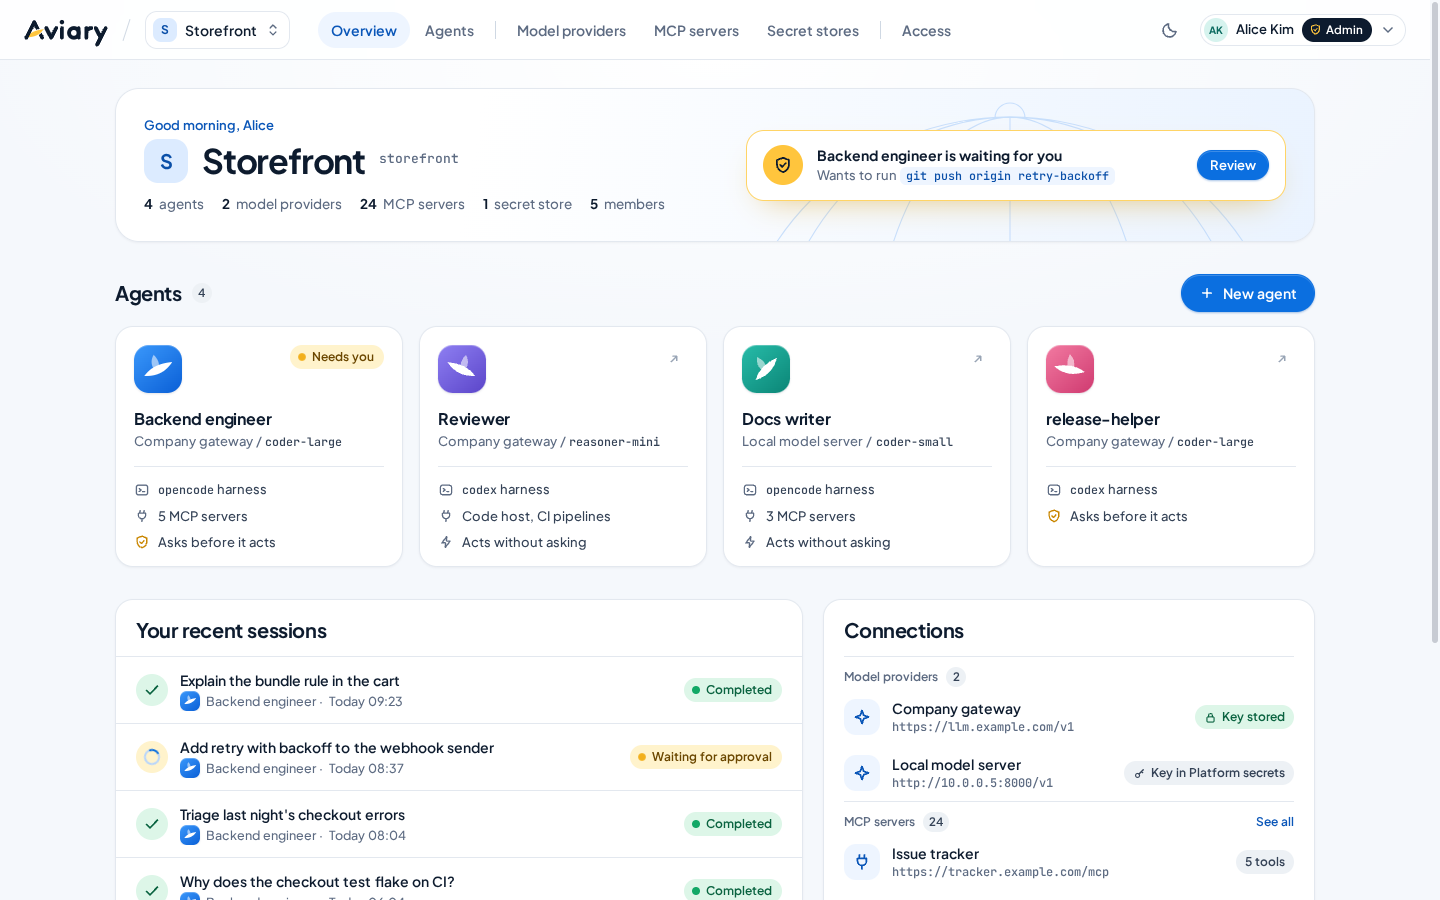 Aviary / S Storefront Overview Agents Model providers MCP servers Secret stores Access AK Alice Kim Admin
Good morning, Alice
S Storefront storefront
4 agents 2 model providers 24 MCP servers 1 secret store 5 members
Backend engineer is waiting for you
Wants to run git push origin retry-backoff
Review
Agents 4
New agent
Needs you
Backend engineer
Company gateway / coder-large
opencode harness
5 MCP servers
Asks before it acts
Reviewer
Company gateway / reasoner-mini
codex harness
Code host, CI pipelines
Acts without asking
Docs writer
Local model server / coder-small
opencode harness
3 MCP servers
Acts without asking
release-helper
Company gateway / coder-large
codex harness
Asks before it acts
Your recent sessions
Explain the bundle rule in the cart
Backend engineer · Today 09:23
Completed
Add retry with backoff to the webhook sender
Backend engineer · Today 08:37
Waiting for approval
Triage last night's checkout errors
Backend engineer · Today 08:04
Completed
Why does the checkout test flake on CI?
Completed
Connections
Model providers 2
Company gateway
https://llm.example.com/v1
Key stored
Local model server
http://10.0.0.5:8000/v1
Key in Platform secrets
MCP servers 24
See all
Issue tracker
https://tracker.example.com/mcp
5 tools